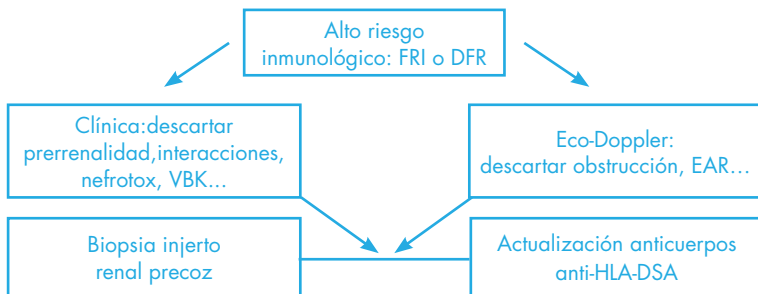 Alto riesgo
inmunológico: FRI o DFR
Clínica:descartar
prerrenalidad,interacciones,
nefrotox, VBK...
Eco-Doppler:
descartar obstrucción, EAR...
Biopsia injerto
renal precoz
Actualización anticuerpos
anti-HLA-DSA